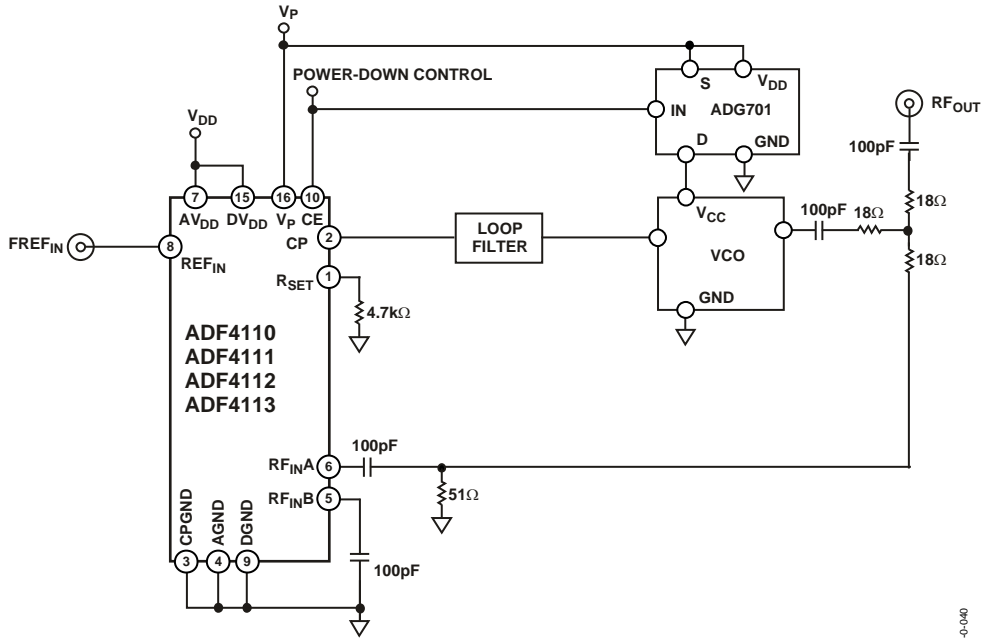 VP
POWER-DOWN CONTROL
S
VDD
IN
ADG701
RFOUT
D
GND
100pF
VDD
7
15
16
10
AVDD
DVDD
VP
CE
VCC
100pF
18Ω
18Ω
FREFIN
8
REFIN
CP
2
LOOP
FILTER
VCO
18Ω
RSET
1
4.7kΩ
GND
ADF4110
ADF4111
ADF4112
ADF4113
100pF
RFINA
6
RFINB
5
51Ω
CPGND
AGND
DGND
3
4
9
100pF
-0-040